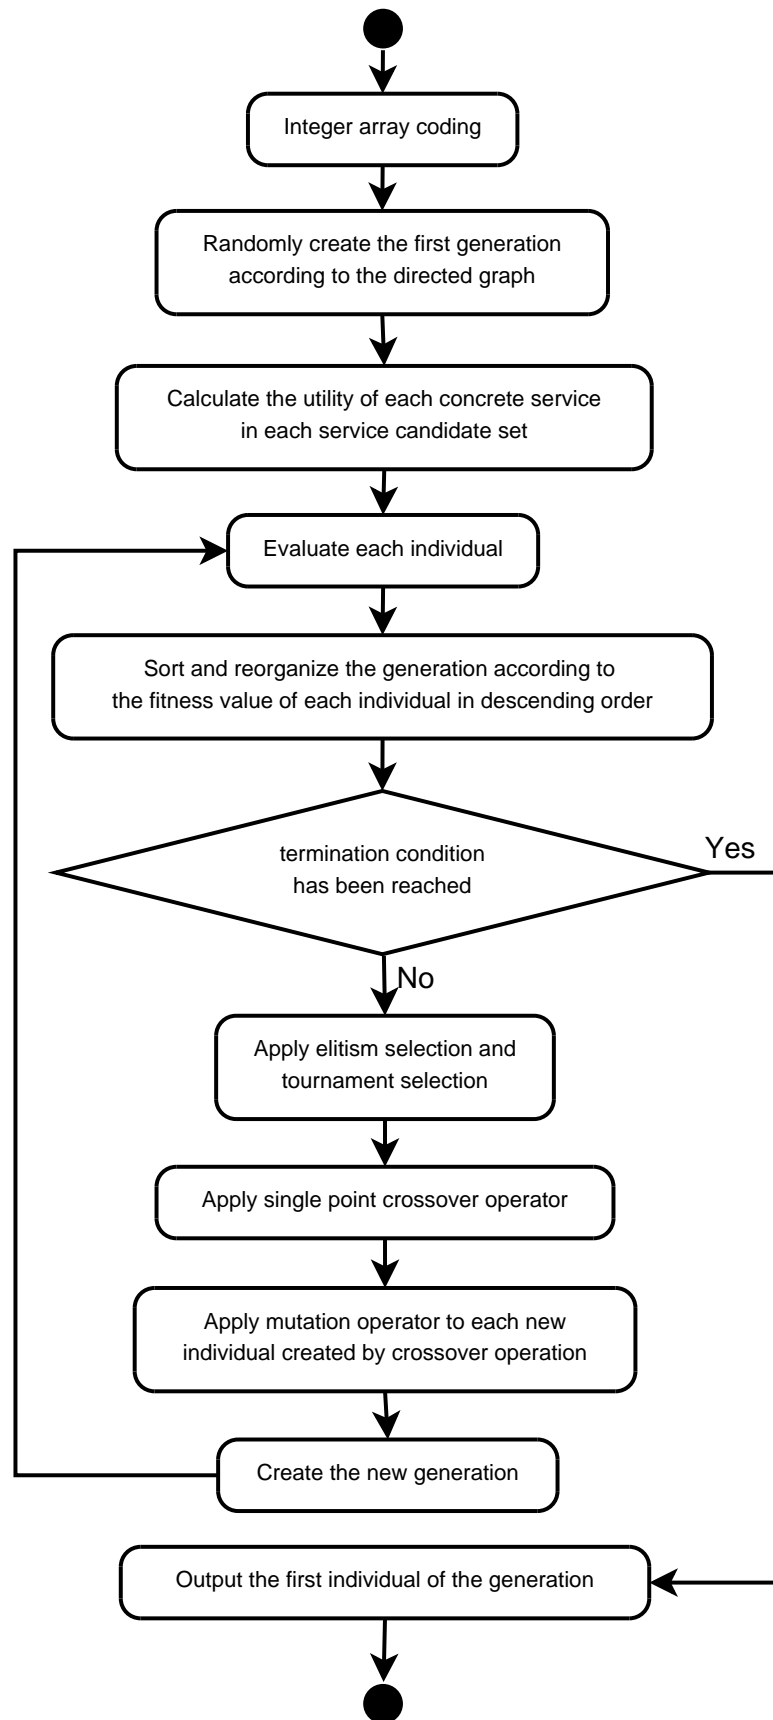 Integer array coding
Randomly create the first generation
according to the directed graph
Calculate the utility of each concrete service
in each service candidate set
Evaluate each individual
Sort and reorganize the generation according to
the fitness value of each individual in descending order
termination condition
has been reached
Yes
No
Apply elitism selection and
tournament selection
Apply single point crossover operator
Apply mutation operator to each new
individual created by crossover operation
Create the new generation
Output the first individual of the generation